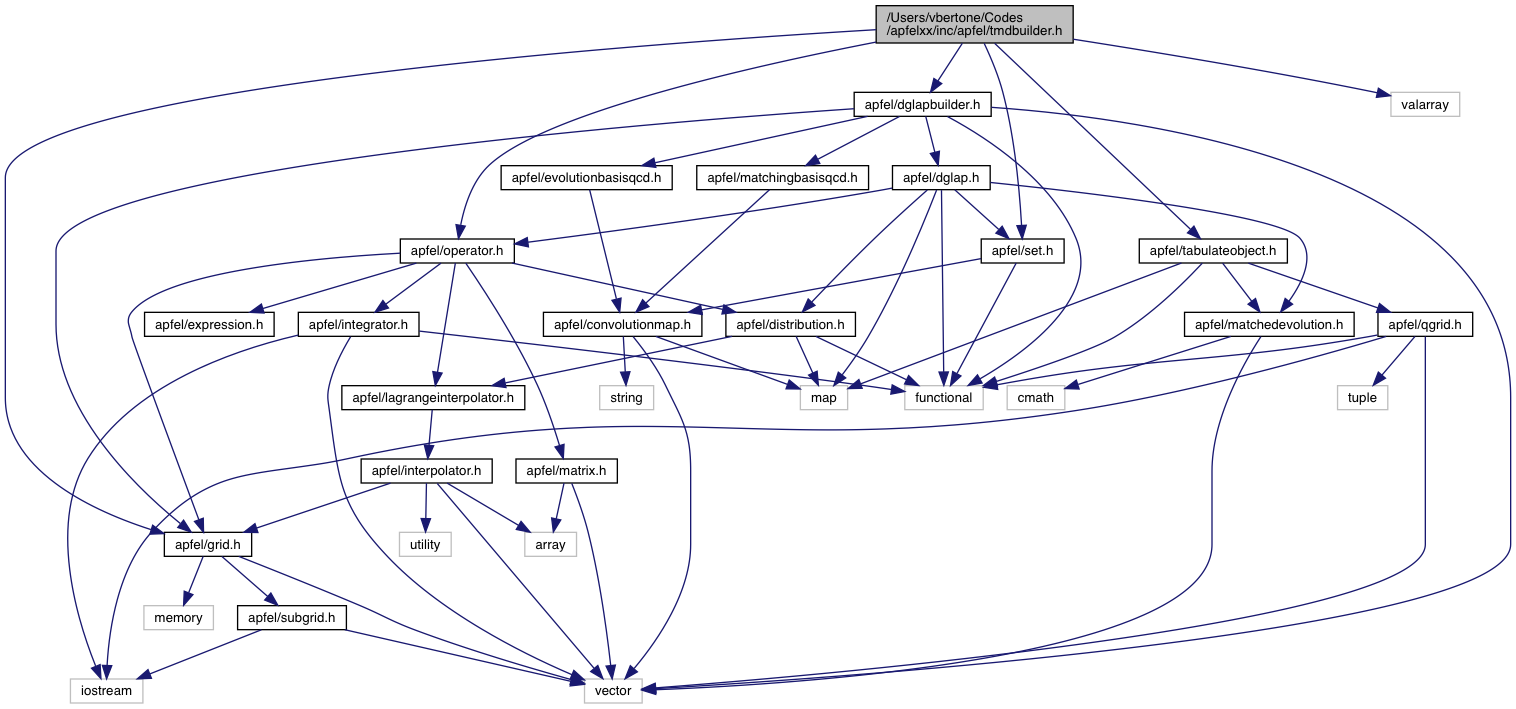 /Users/vbertone/Codes
/apfelxx/inc/apfel/tmdbuilder.h
apfel/dglapbuilder.h
valarray
apfel/evolutionbasisqcd.h
apfel/matchingbasisqcd.h
apfel/dglap.h
apfel/operator.h
apfel/set.h
apfel/tabulateobject.h
apfel/expression.h
apfel/integrator.h
apfel/convolutionmap.h
apfel/distribution.h
apfel/matchedevolution.h
apfel/qgrid.h
apfel/lagrangeinterpolator.h
string
map
functional
cmath
tuple
apfel/interpolator.h
apfel/matrix.h
apfel/grid.h
utility
array
memory
apfel/subgrid.h
iostream
vector